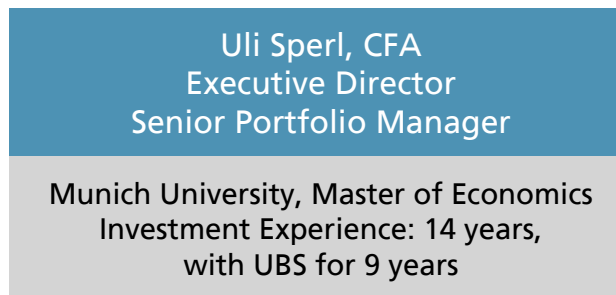 Uli Sperl, CFA
Executive Director
Senior Portfolio Manager
Munich University, Master of Economics
Investment Experience: 14 years,
with UBS for 9 years